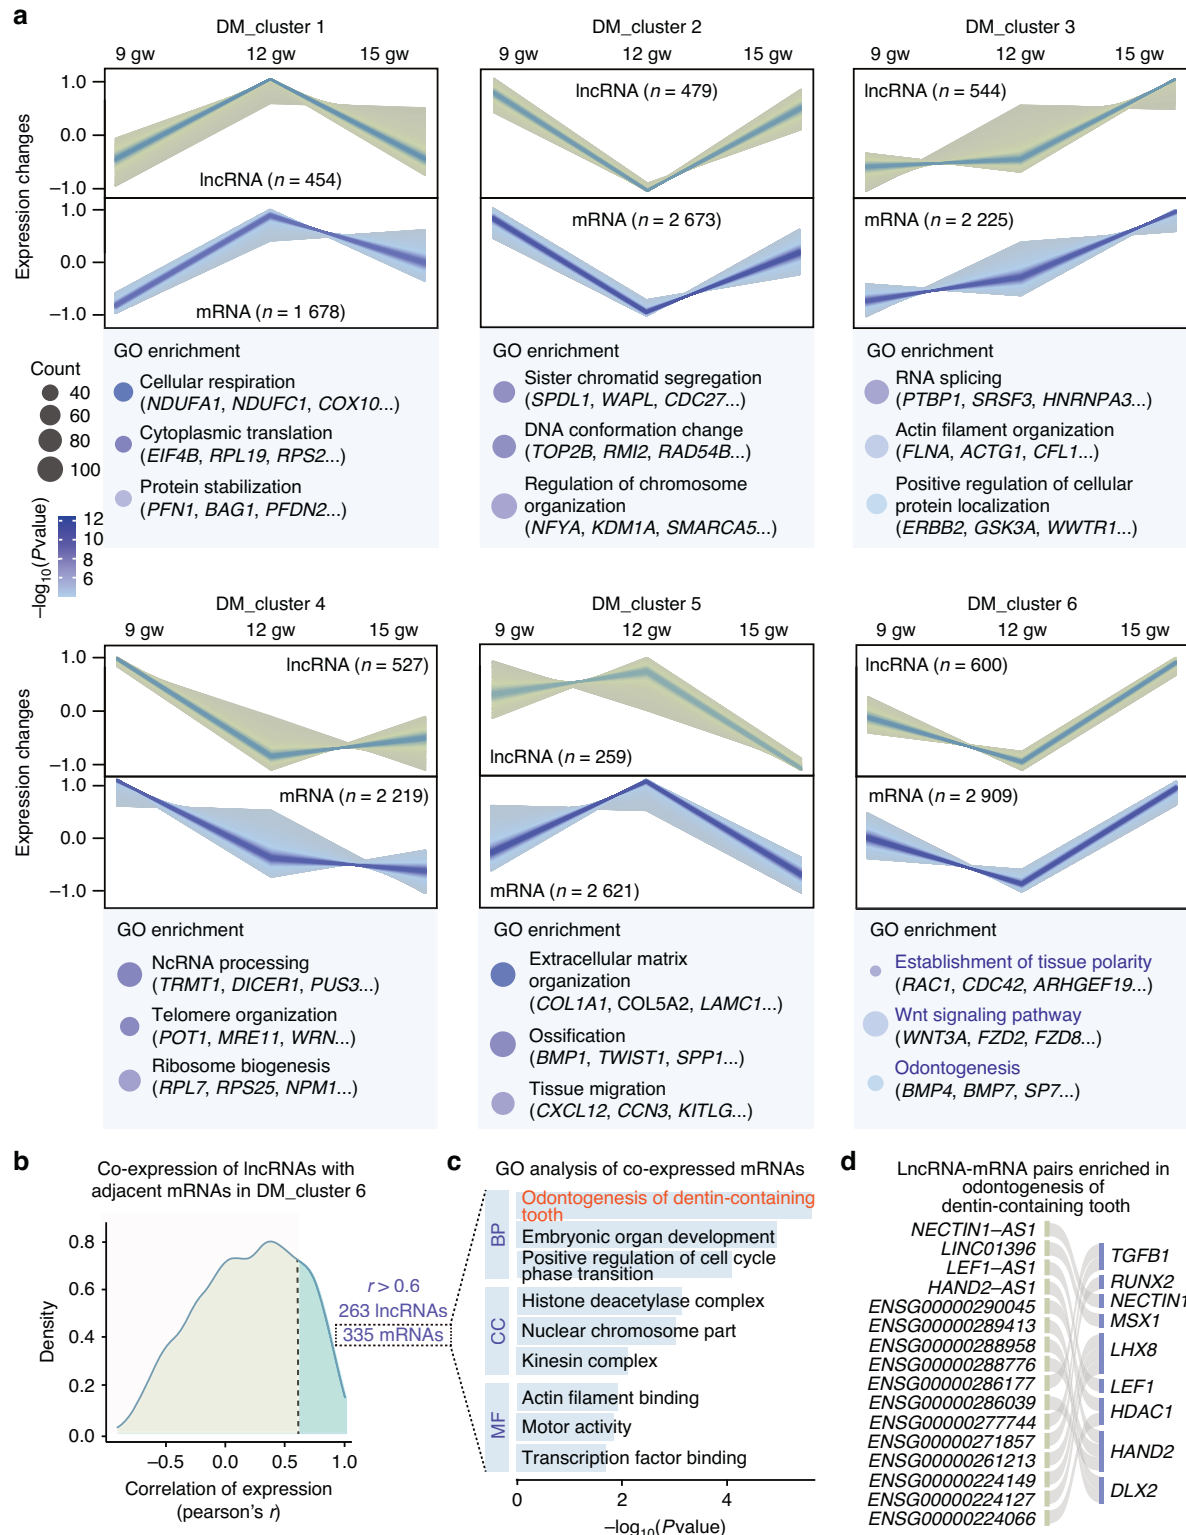 a
DM_cluster 1
9 gw 12 gw 15 gw
DM_cluster 2
DM_cluster 3
9 gw 12 gw 15 gw
Expression changes
1.0
0.0
−1.0
lncRNA (n = 454)
lncRNA (n = 479)
lncRNA (n = 544)
Expression changes
1.0
0.0
−1.0
mRNA (n = 1 678)
mRNA (n = 2 673)
mRNA (n = 2 225)
Count
40
60
80
100
−log10(Pvalue)
12
10
8
6
GO enrichment
Cellular respiration
(NDUFA1, NDUFC1, COX10...)
Cytoplasmic translation
(EIF4B, RPL19, RPS2...)
Protein stabilization
(PFN1, BAG1, PFDN2...)
GO enrichment
Sister chromatid segregation
(SPDL1, WAPL, CDC27...)
DNA conformation change
(TOP2B, RMI2, RAD54B...)
Regulation of chromosome
organization
(NFYA, KDM1A, SMARCA5...)
GO enrichment
RNA splicing
(PTBP1, SRSF3, HNRNPA3...)
Actin filament organization
(FLNA, ACTG1, CFL1...)
Positive regulation of cellular
protein localization
(ERBB2, GSK3A, WWTR1...)
DM_cluster 4
9 gw 12 gw 15 gw
DM_cluster 5
9 gw 12 gw 15 gw
DM_cluster 6
9 gw 12 gw 15 gw
Expression changes
1.0
0.0
−1.0
lncRNA (n = 527)
lncRNA (n = 259)
lncRNA (n = 600)
Expression changes
1.0
0.0
−1.0
mRNA (n = 2 219)
mRNA (n = 2 621)
mRNA (n = 2 909)
GO enrichment
NcRNA processing
(TRMT1, DICER1, PUS3...)
Telomere organization
(POT1, MRE11, WRN...)
Ribosome biogenesis
(RPL7, RPS25, NPM1...)
GO enrichment
Extracellular matrix
organization
(COL1A1, COL5A2, LAMC1...)
Ossification
(BMP1, TWIST1, SPP1...)
Tissue migration
(CXCL12, CCN3, KITLG...)
GO enrichment
Establishment of tissue polarity
(RAC1, CDC42, ARHGEF19...)
Wnt signaling pathway
(WNT3A, FZD2, FZD8...)
Odontogenesis
(BMP4, BMP7, SP7...)
b
Co-expression of lncRNAs with
adjacent mRNAs in DM_cluster 6
Density
0.8
0.6
0.4
0.2
0.0
−0.5 0.0 0.5 1.0
Correlation of expression
(pearson's r)
r > 0.6
263 lncRNAs
335 mRNAs
c
GO analysis of co-expressed mRNAs
BP
Odontogenesis of dentin-containing
tooth
Embryonic organ development
Positive regulation of cell cycle
phase transition
CC
Histone deacetylase complex
Nuclear chromosome part
Kinesin complex
MF
Actin filament binding
Motor activity
Transcription factor binding
0 2 4
−log10(Pvalue)
d
LncRNA-mRNA pairs enriched in
odontogenesis of
dentin-containing tooth
NECTIN1–AS1
LINC01396
LEF1–AS1
HAND2–AS1
ENSG00000290045
ENSG00000289413
ENSG00000288958
ENSG00000288776
ENSG00000286177
ENSG00000286039
ENSG00000277744
ENSG00000271857
ENSG00000261213
ENSG00000224149
ENSG00000224127
ENSG00000224066
TGFB1
RUNX2
NECTIN1
MSX1
LHX8
LEF1
HDAC1
HAND2
DLX2